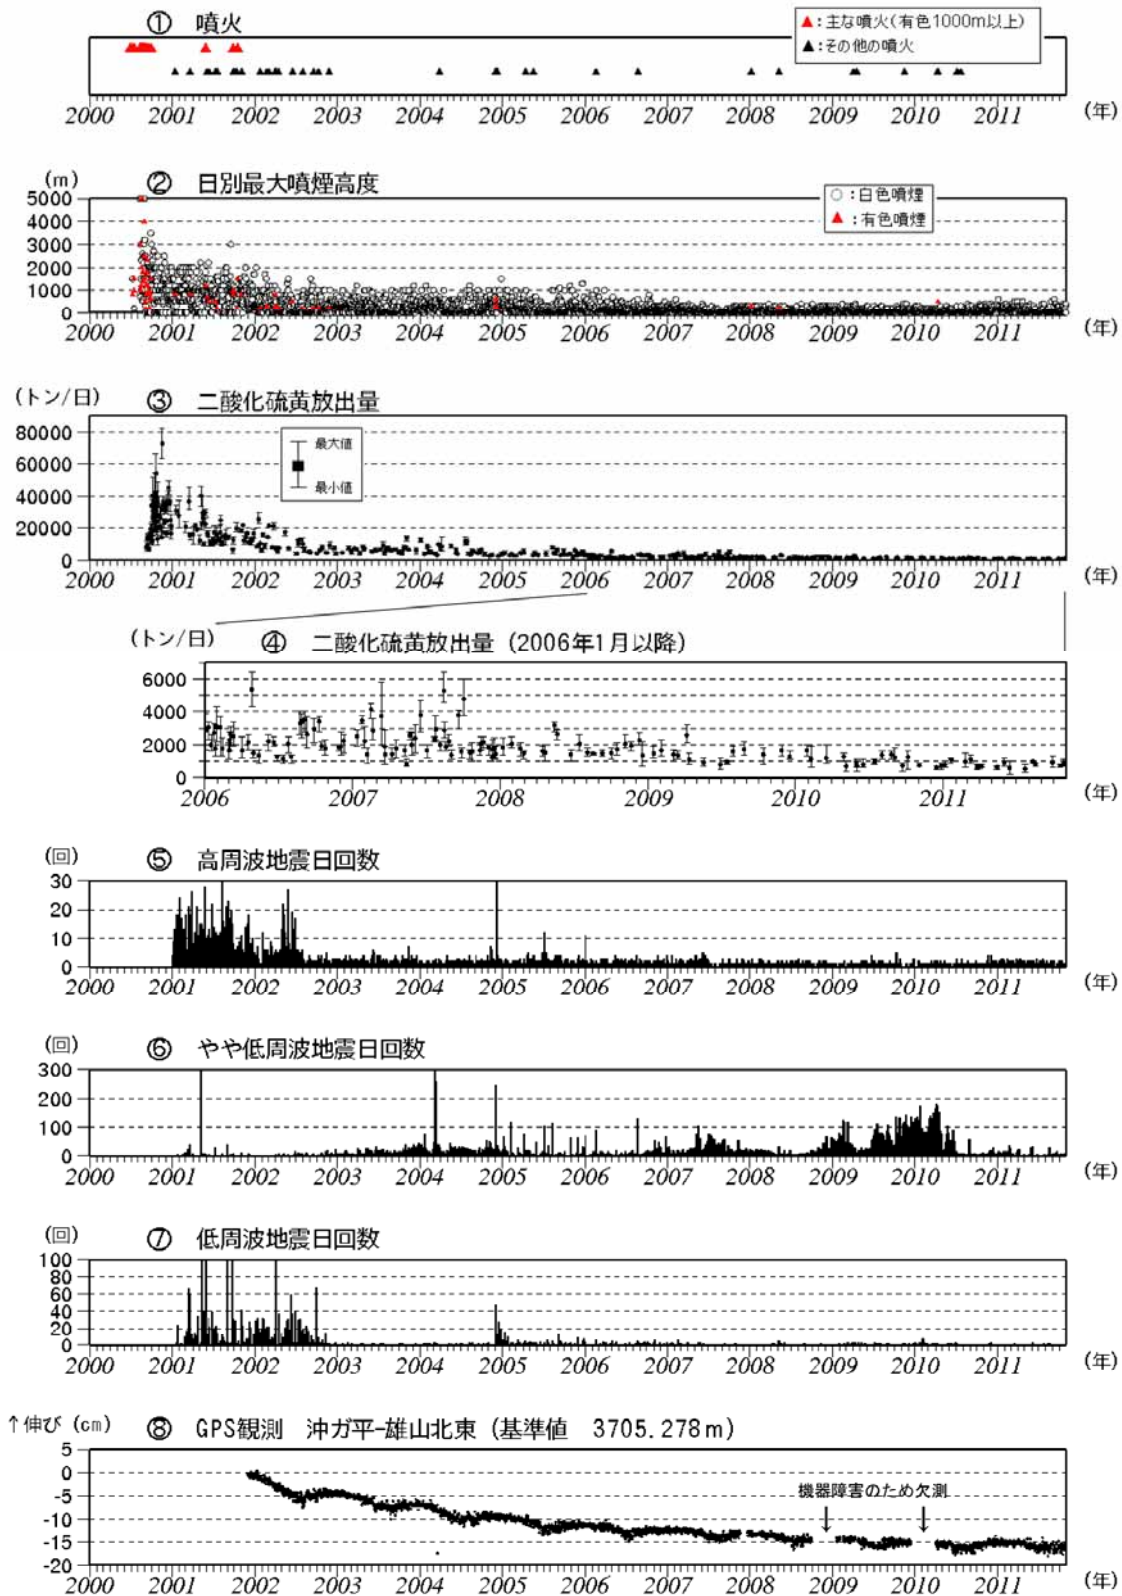 ① 噴火
▲:主な噴火(有色1000m以上)
▲:その他の噴火
2000 2001 2002 2003 2004 2005 2006 2007 2008 2009 2010 2011 (年)
(m) ② 日別最大噴煙高度
○:白色噴煙
▲:有色噴煙
5000
4000
3000
2000
1000
0
2000 2001 2002 2003 2004 2005 2006 2007 2008 2009 2010 2011 (年)
(トン/日) ③ 二酸化硫黄放出量
最大値
最小値
80000
60000
40000
20000
0
2000 2001 2002 2003 2004 2005 2006 2007 2008 2009 2010 2011 (年)
(トン/日) ④ 二酸化硫黄放出量 (2006年1月以降)
6000
4000
2000
0
2006 2007 2008 2009 2010 2011 (年)
(回) ⑤ 高周波地震日回数
30
20
10
0
2000 2001 2002 2003 2004 2005 2006 2007 2008 2009 2010 2011 (年)
(回) ⑥ やや低周波地震日回数
300
200
100
0
2000 2001 2002 2003 2004 2005 2006 2007 2008 2009 2010 2011 (年)
(回) ⑦ 低周波地震日回数
100
80
60
40
20
0
2000 2001 2002 2003 2004 2005 2006 2007 2008 2009 2010 2011 (年)
↑伸び (cm) ⑧ GPS観測 沖ガ平-雄山北東 (基準値 3705.278m)
5
0
-5
-10
-15
-20
機器障害のため欠測
2000 2001 2002 2003 2004 2005 2006 2007 2008 2009 2010 2011 (年)